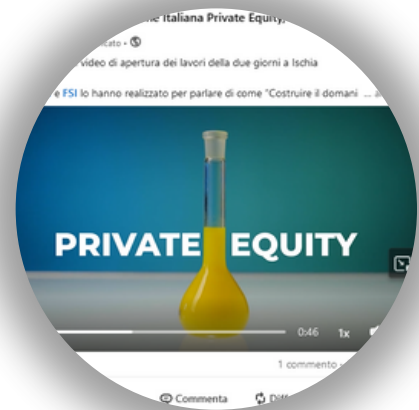 Italiana Private Equity,
video di apertura dei lavori della due giorni a Ischia
e FSI lo hanno realizzato per parlare di come "Costruire il domani ...
PRIVATE EQUITY
0:46 1x
1 commento
Commenta